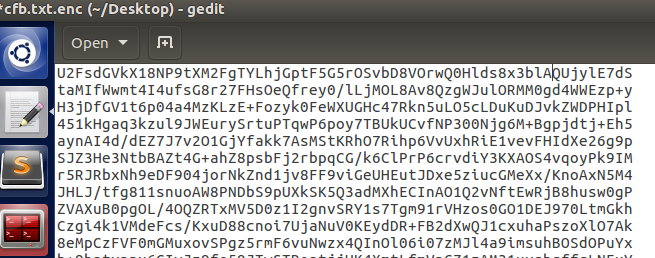 *cfb.txt.enc (~/Desktop) - gedit
Open
U2FsdGVkX18NP9tXM2FgTYLhjGptF5G5rOSvbD8VOrwQ0Hlds8x3blAQUjylE7dS
taMIfWwmt4I4ufsG8r27FHsOeQfrey0/lLjMOL8Av8QzgWJulORMM0gd4WWEzp+y
H3jDfGV1t6p04a4MzKLzE+Fozyk0FeWXUGHc47Rkn5uLO5cLDuKuDJvkZWDPHIpl
451kHgaq3kzul9JWEurySrtuPTqwP6poy7TBUkUCvfNP300Njg6M+Bgpjdtj+Eh5
aynAI4d/dEZ7J7v2O1GjYfakk7AsMStKRhO7Rihp6VvUxhRiE1vevFHIdXe26g9p
SJZ3He3NtbBAZt4G+ahZ8psbFj2rbpqCG/k6ClPrP6crvdiY3KXAOS4vqoyPk9IM
r5RJRbxNh9eDF904jorNkZnd1jv8FF9viGeUHEutJDxe5ziucGMeXx/KnoAxN5M4
JHLJ/tfg811snuoAW8PNDbS9pUXkSK5Q3adMXhECInAO1Q2vNftEwRjB8husw0gP
ZVAXuB0pgOL/4OQZRTxMV5D0z1I2gnvSRY1s7Tgm91rVHzos0GO1DEJ970LtmGkh
Czgi4k1VMdeFcs/KxuD88cnoi7UjaNuV0KEydDR+FB2dXwQJ1cxuhaPszoXlO7Ak
8eMpCzFVF0mGMuxovSPgz5rmF6vuNwzx4QInOl06i07zMJl4a9imsuhBOSdOPuYx